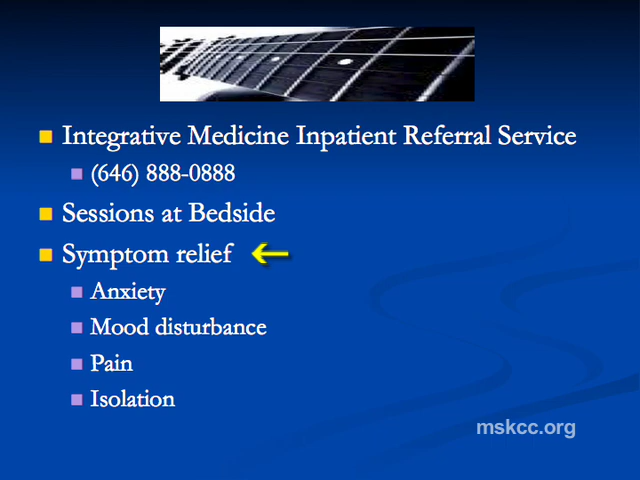 Integrative Medicine Inpatient Referral Service
(646) 888-0888
Sessions at Bedside
Symptom relief
Anxiety
Mood disturbance
Pain
Isolation
mskcc.org